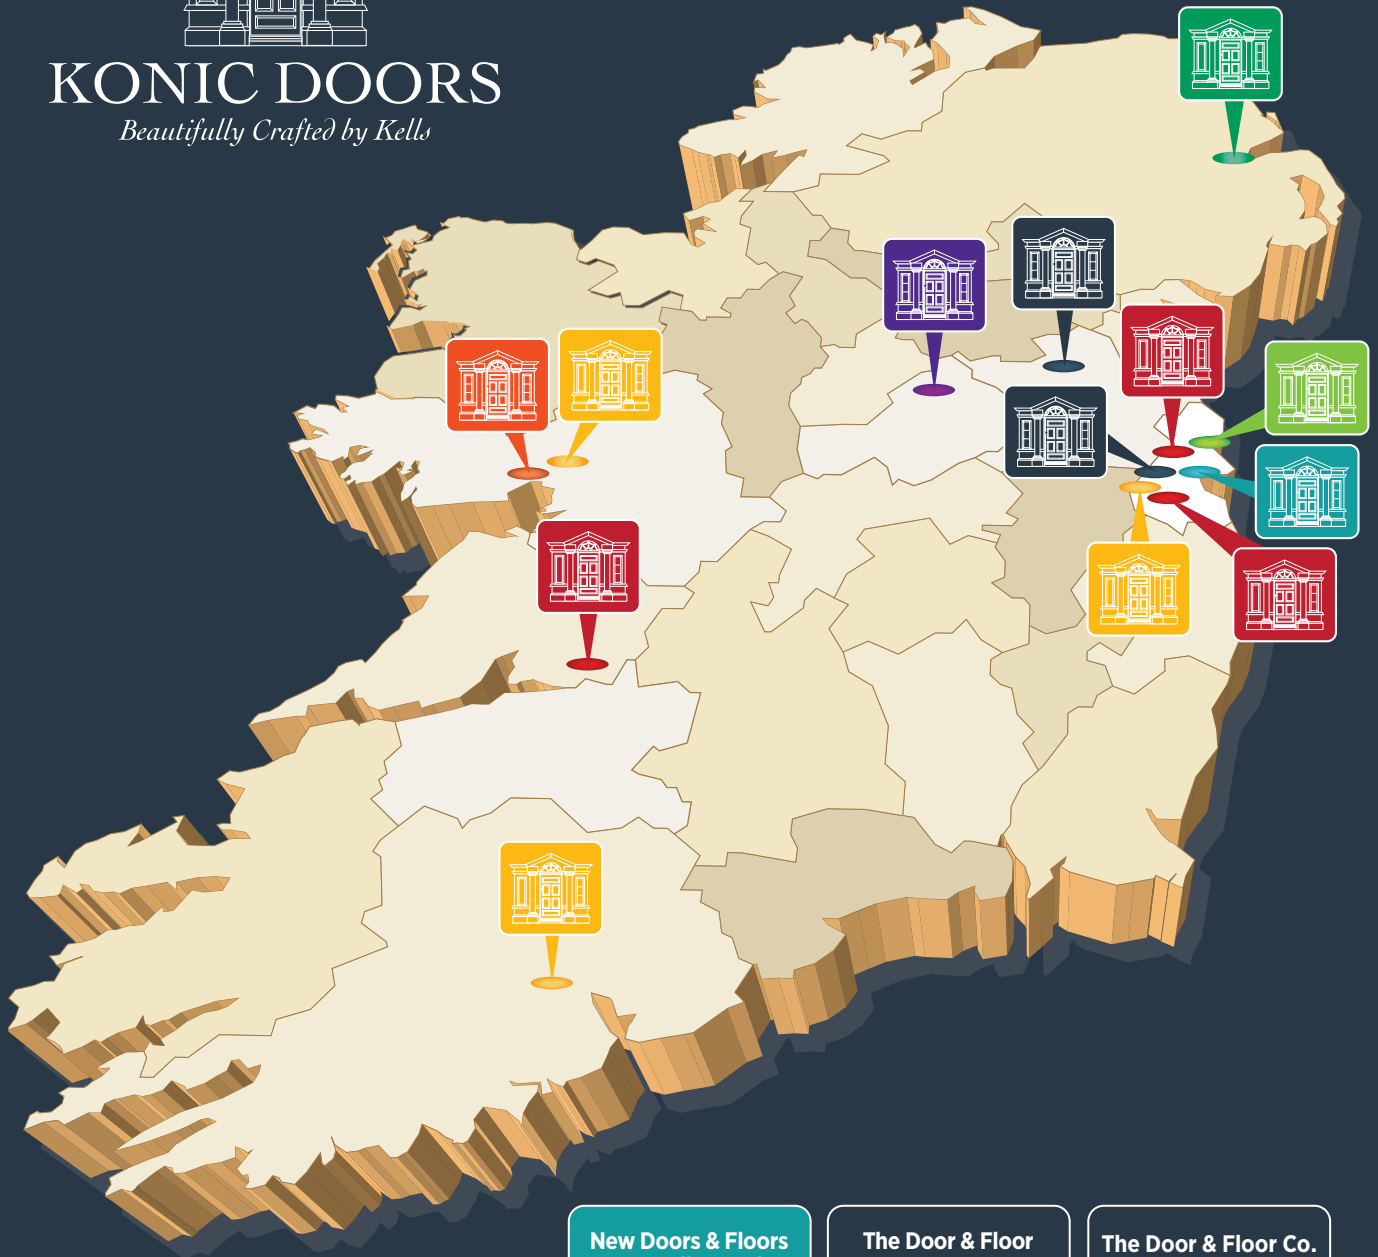 KONIC DOORS
Beautifully Crafted by Kells
New Doors & Floors
The Door & Floor
The Door & Floor Co.